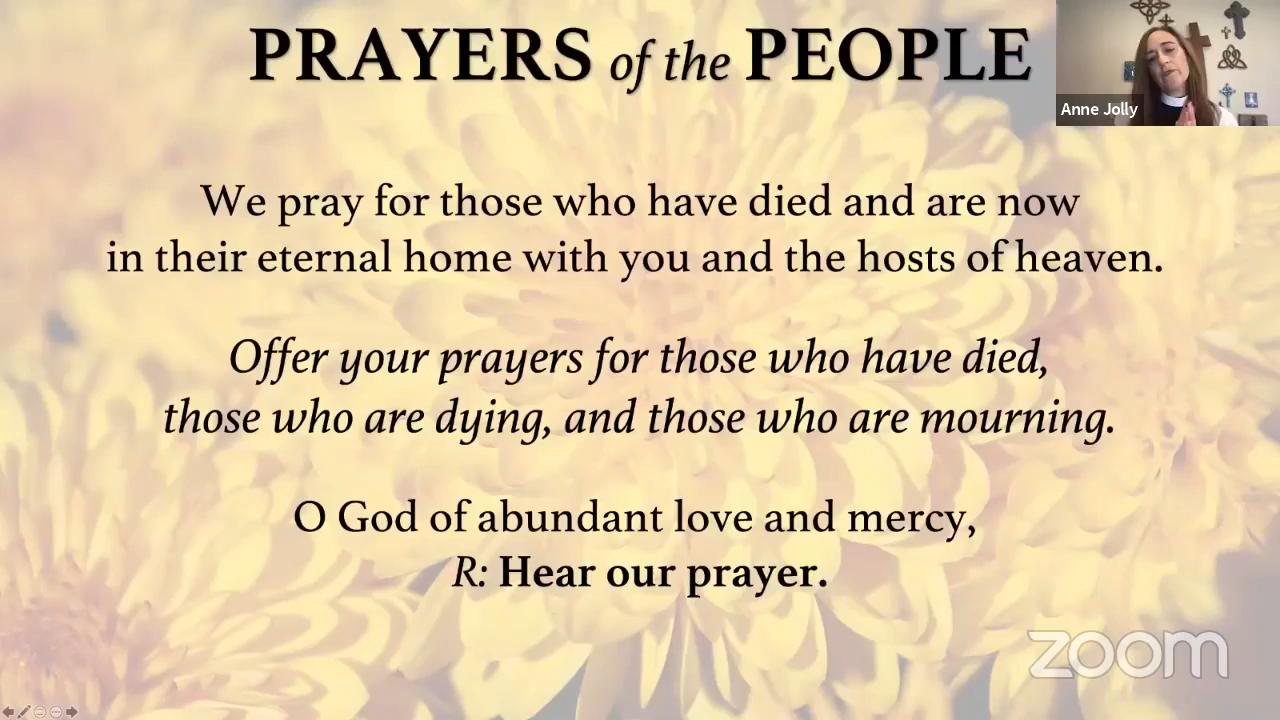 PRAYERS of the PEOPLE
Anne Jolly
We pray for those who have died and are now
in their eternal home with you and the hosts of heaven.
Offer your prayers for those who have died,
those who are dying, and those who are mourning.
O God of abundant love and mercy,
R: Hear our prayer.
zoom